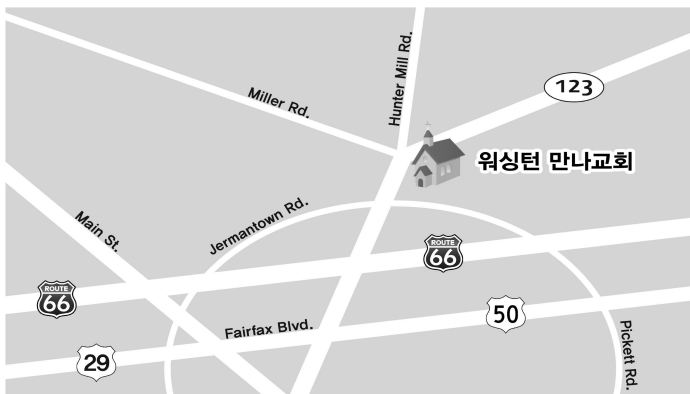 Hunter Mill Rd.
Miller Rd.
123
워싱턴 만나교회
Jermantown Rd.
Main St.
ROUTE
66
ROUTE
66
50
Fairfax Blvd.
Pickett Rd.
29